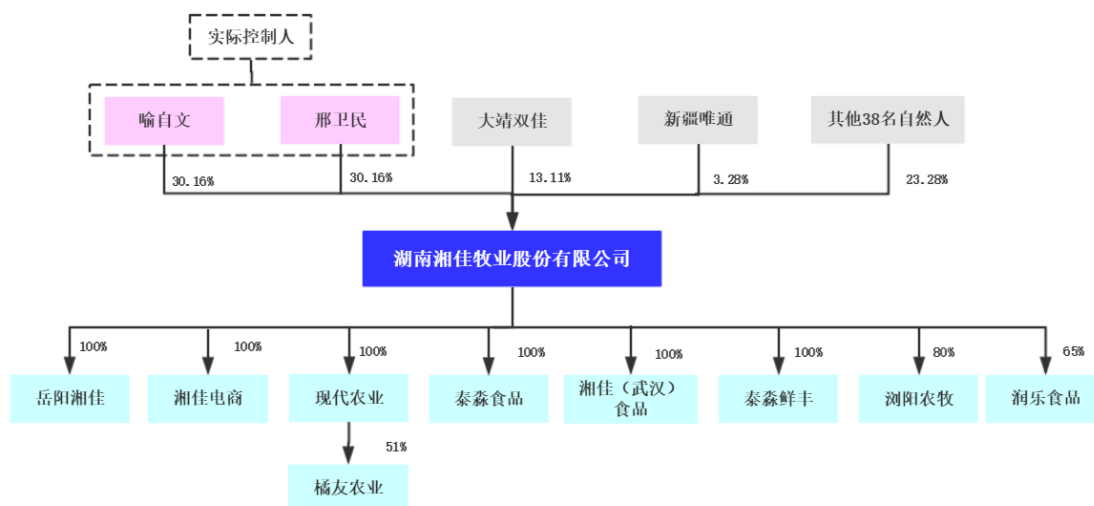 实际控制人
喻自文
邢卫民
大靖双佳
新疆唯通
其他38名自然人
30.16%
30.16%
13.11%
3.28%
23.28%
湖南湘佳牧业股份有限公司
100%
100%
100%
100%
100%
100%
80%
65%
岳阳湘佳
湘佳电商
现代农业
泰淼食品
湘佳（武汉）
食品
泰淼鲜丰
浏阳农牧
润乐食品
51%
橘友农业